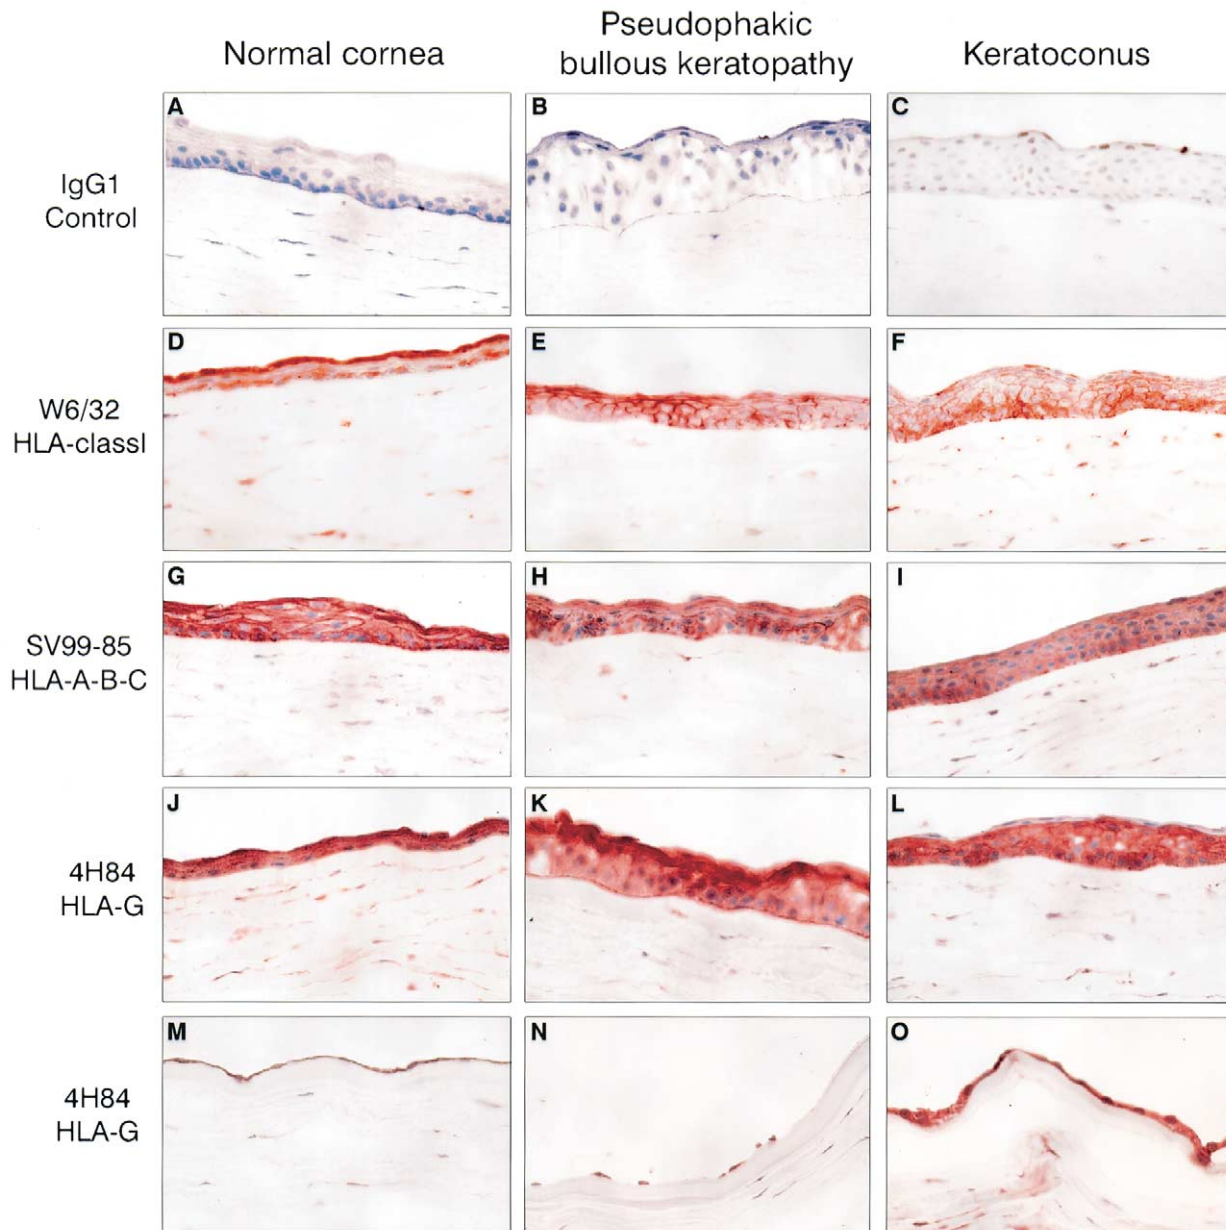 Normal cornea
Pseudophakic
bullous keratopathy
Keratoconus
IgG1
Control
A
B
C
W6/32
HLA-classI
D
E
F
SV99-85
HLA-A-B-C
G
H
I
4H84
HLA-G
J
K
L
4H84
HLA-G
M
N
O